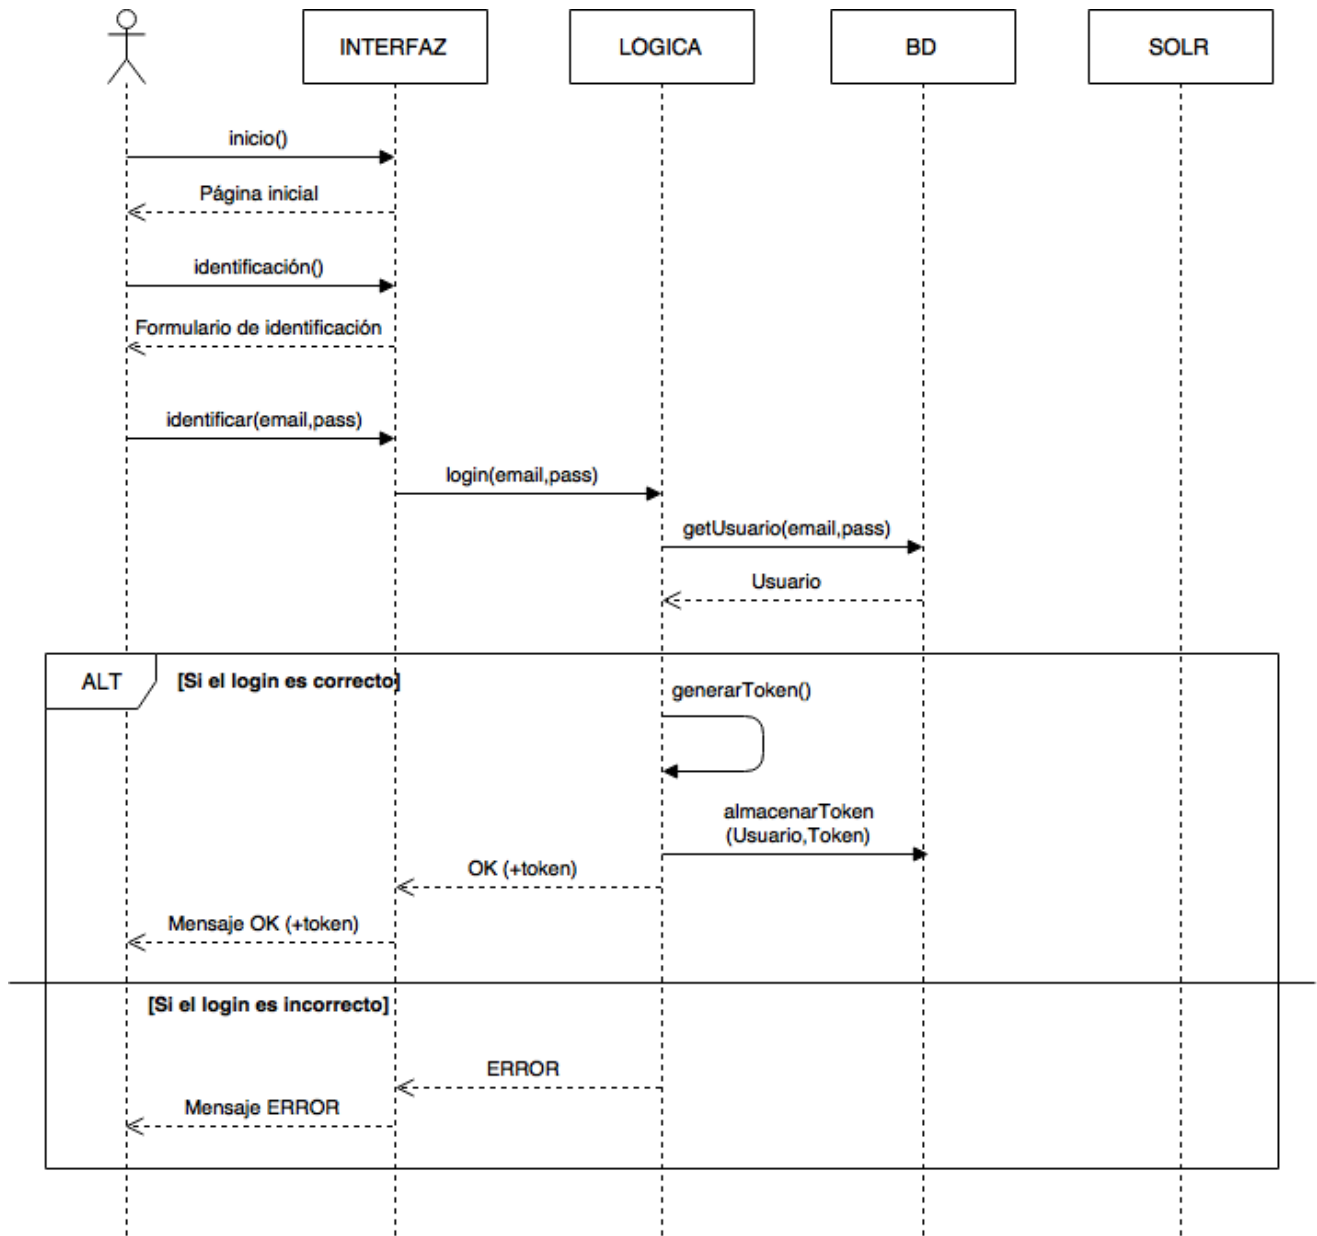 INTERFAZ
LOGICA
BD
SOLR
inicio()
Página inicial
identificación()
Formulario de identificación
identificar(email,pass)
login(email,pass)
getUsuario(email,pass)
Usuario
ALT
[Si el login es correcto]
generarToken()
almacenarToken
(Usuario,Token)
OK (+token)
Mensaje OK (+token)
[Si el login es incorrecto]
ERROR
Mensaje ERROR